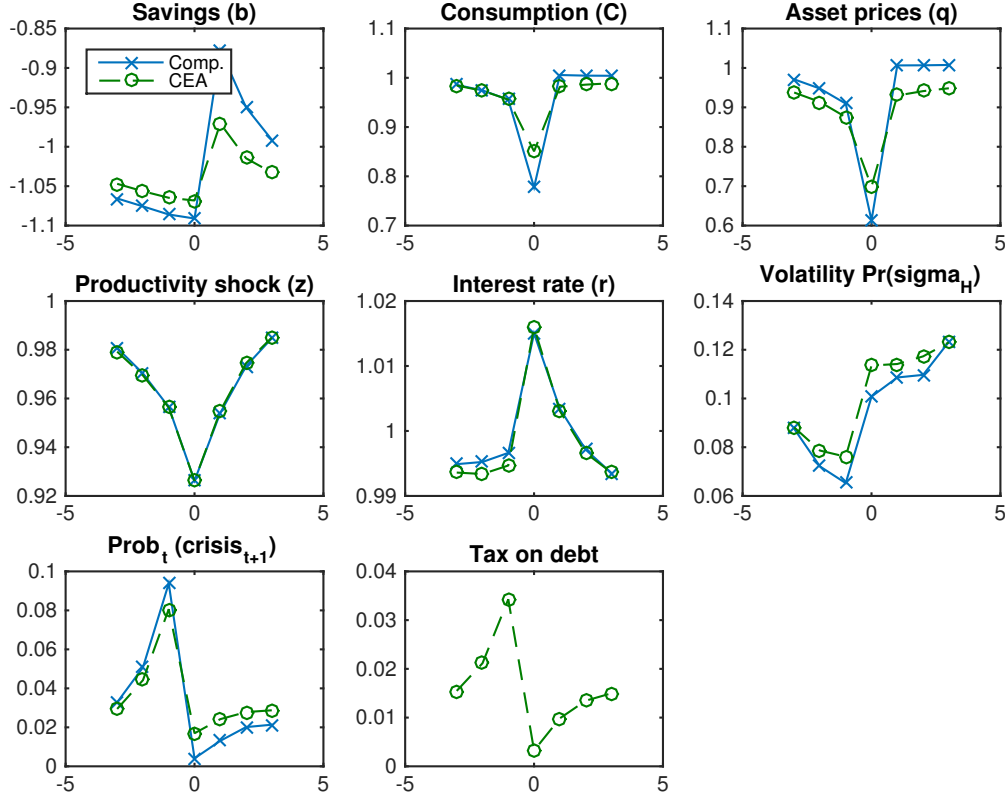 Savings (b)
-0.85
-0.9
-0.95
-1
-1.05
-1.1
-5 0 5
Comp.
CEA
Consumption (C)
1.1
1
0.9
0.8
0.7
-5 0 5
Asset prices (q)
1.1
1
0.9
0.8
0.7
0.6
-5 0 5
Productivity shock (z)
1
0.98
0.96
0.94
0.92
-5 0 5
Interest rate (r)
1.02
1.01
1
0.99
-5 0 5
Volatility Pr(sigma_H)
0.14
0.12
0.1
0.08
0.06
-5 0 5
Prob_t (crisis_t+1)
0.1
0.08
0.06
0.04
0.02
0
-5 0 5
Tax on debt
0.04
0.03
0.02
0.01
0
-5 0 5